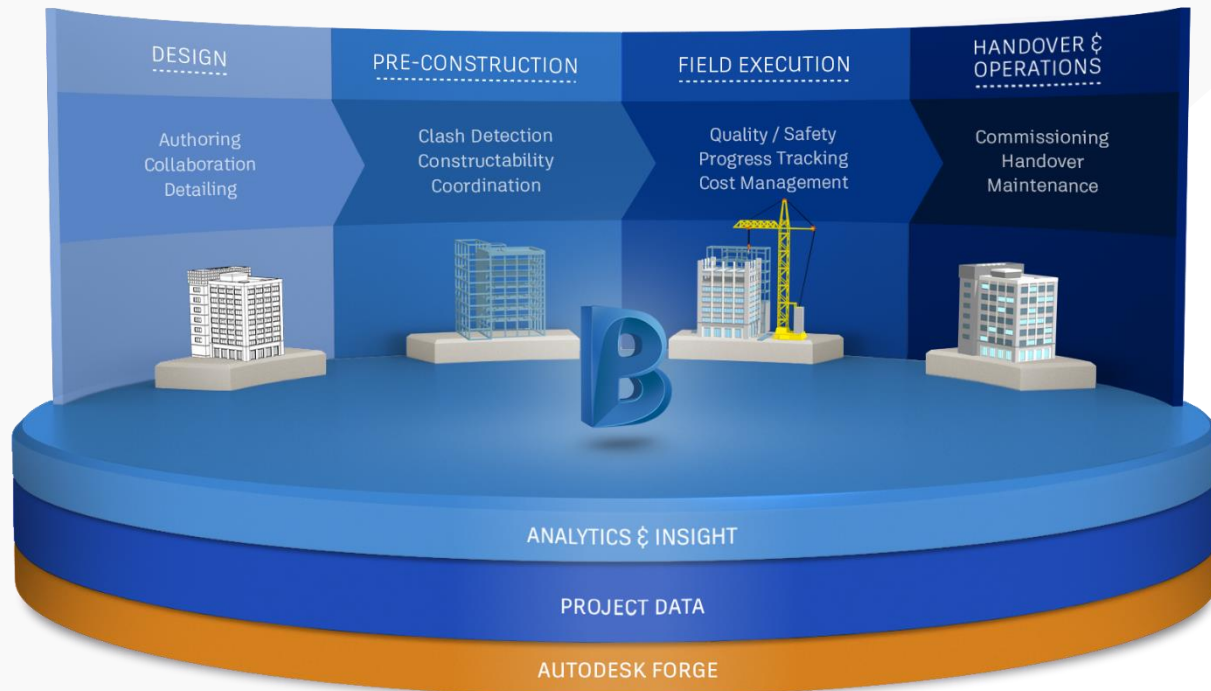 DESIGN
Authoring
Collaboration
Detailing
PRE-CONSTRUCTION
Clash Detection
Constructability
Coordination
FIELD EXECUTION
Quality / Safety
Progress Tracking
Cost Management
HANDOVER &
OPERATIONS
Commissioning
Handover
Maintenance
B
ANALYTICS & INSIGHT
PROJECT DATA
AUTODESK FORGE